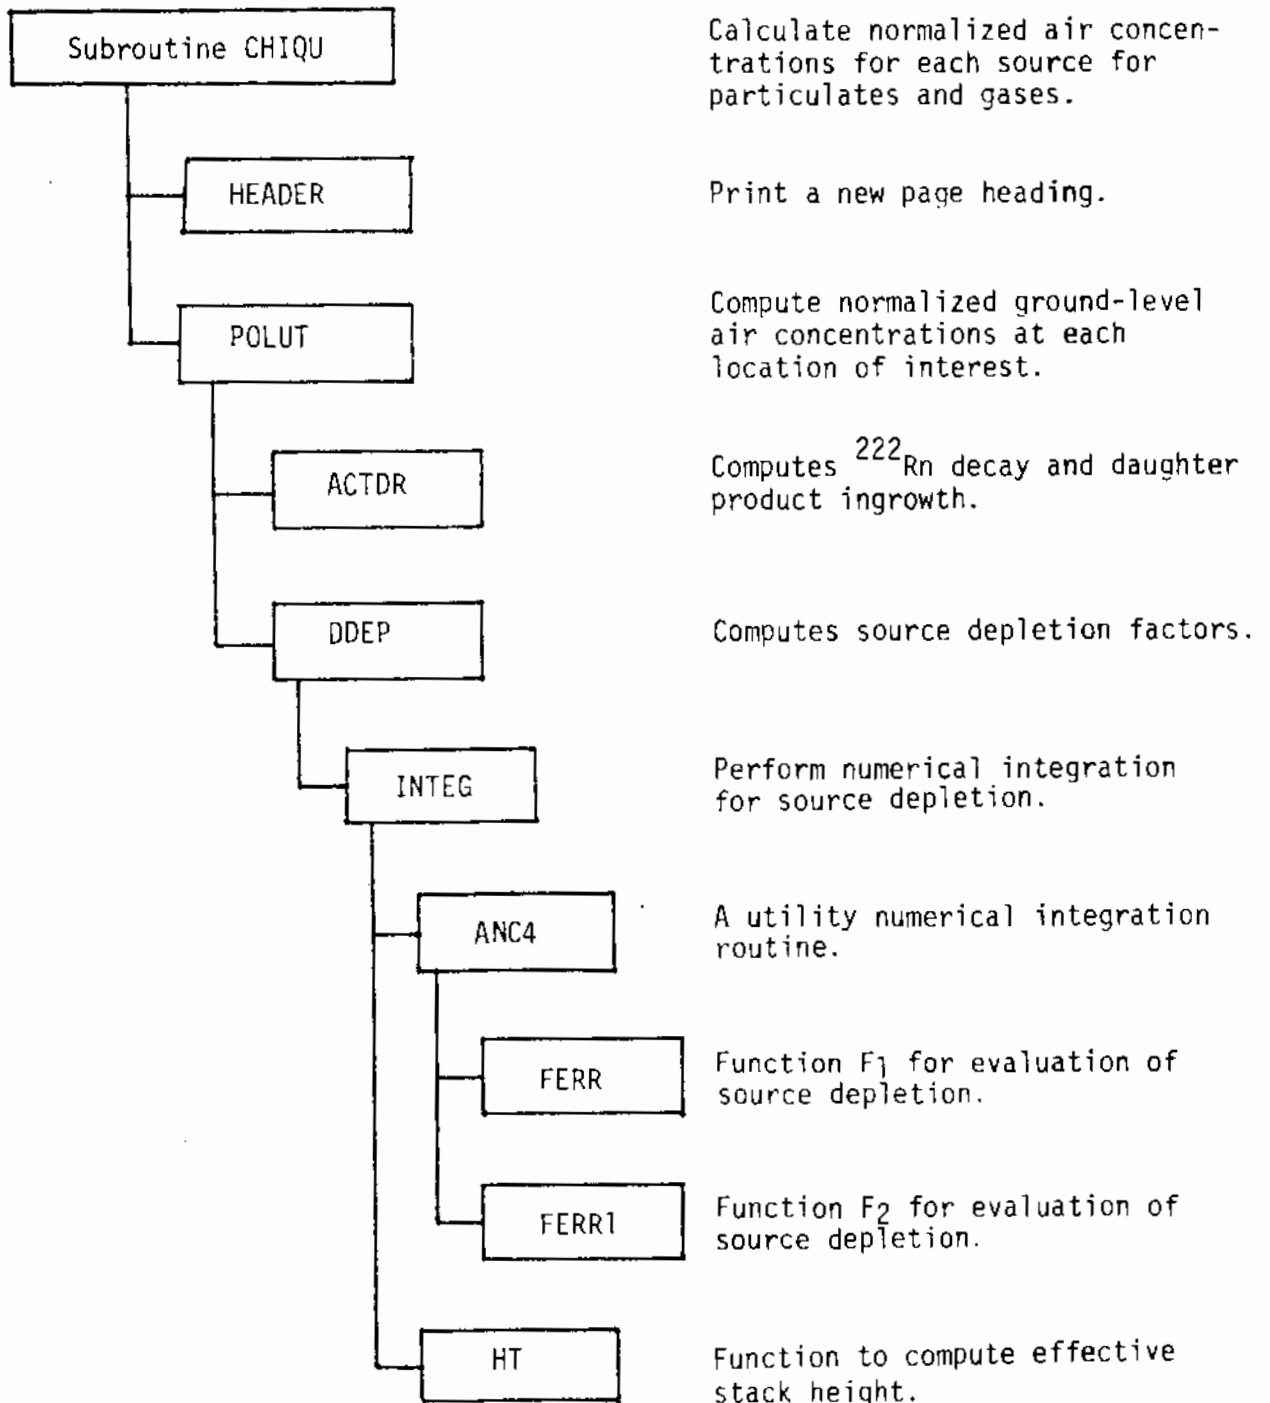 Subroutine CHIQU
Calculate normalized air concen-
trations for each source for
particulates and gases.
HEADER
Print a new page heading.
POLUT
Compute normalized ground-level
air concentrations at each
location of interest.
ACTDR
Computes ²²²Rn decay and daughter
product ingrowth.
DDEP
Computes source depletion factors.
INTEG
Perform numerical integration
for source depletion.
ANC4
A utility numerical integration
routine.
FERR
Function F₁ for evaluation of
source depletion.
FERR1
Function F₂ for evaluation of
source depletion.
HT
Function to compute effective
stack height.